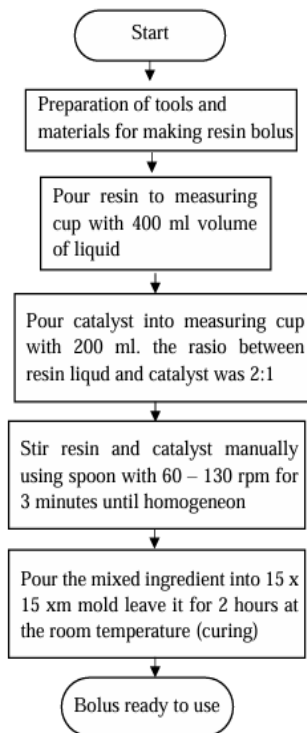 Start
Preparation of tools and
materials for making resin bolus
Pour resin to measuring
cup with 400 ml volume
of liquid
Pour catalyst into measuring cup
with 200 ml. the rasio between
resin liqud and catalyst was 2:1
Stir resin and catalyst manually
using spoon with 60 – 130 rpm for
3 minutes until homogeneon
Pour the mixed ingredient into 15 x
15 xm mold leave it for 2 hours at
the room temperature (curing)
Bolus ready to use